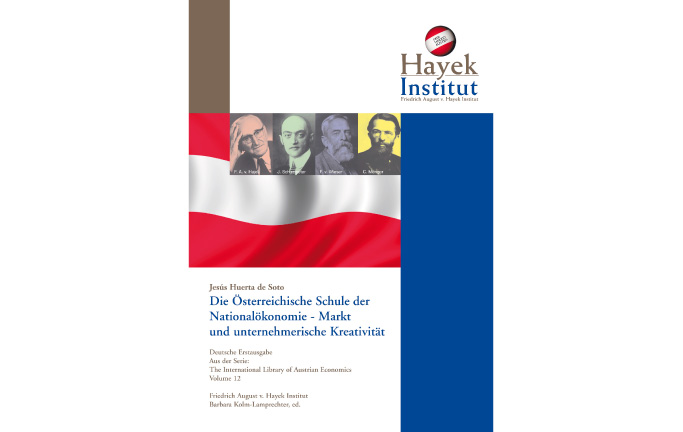 Hayek
Institut
Friedrich August v. Hayek Institut
F. A. v. Hayek
J. Schumpeter
F. v. Wieser
C. Menger
Jesús Huerta de Soto
Die Österreichische Schule der
Nationalökonomie - Markt
und unternehmerische Kreativität
Deutsche Erstausgabe
Aus der Serie:
The International Library of Austrian Economics
Volume 12
Friedrich August v. Hayek Institut
Barbara Kolm-Lamprechter, ed.